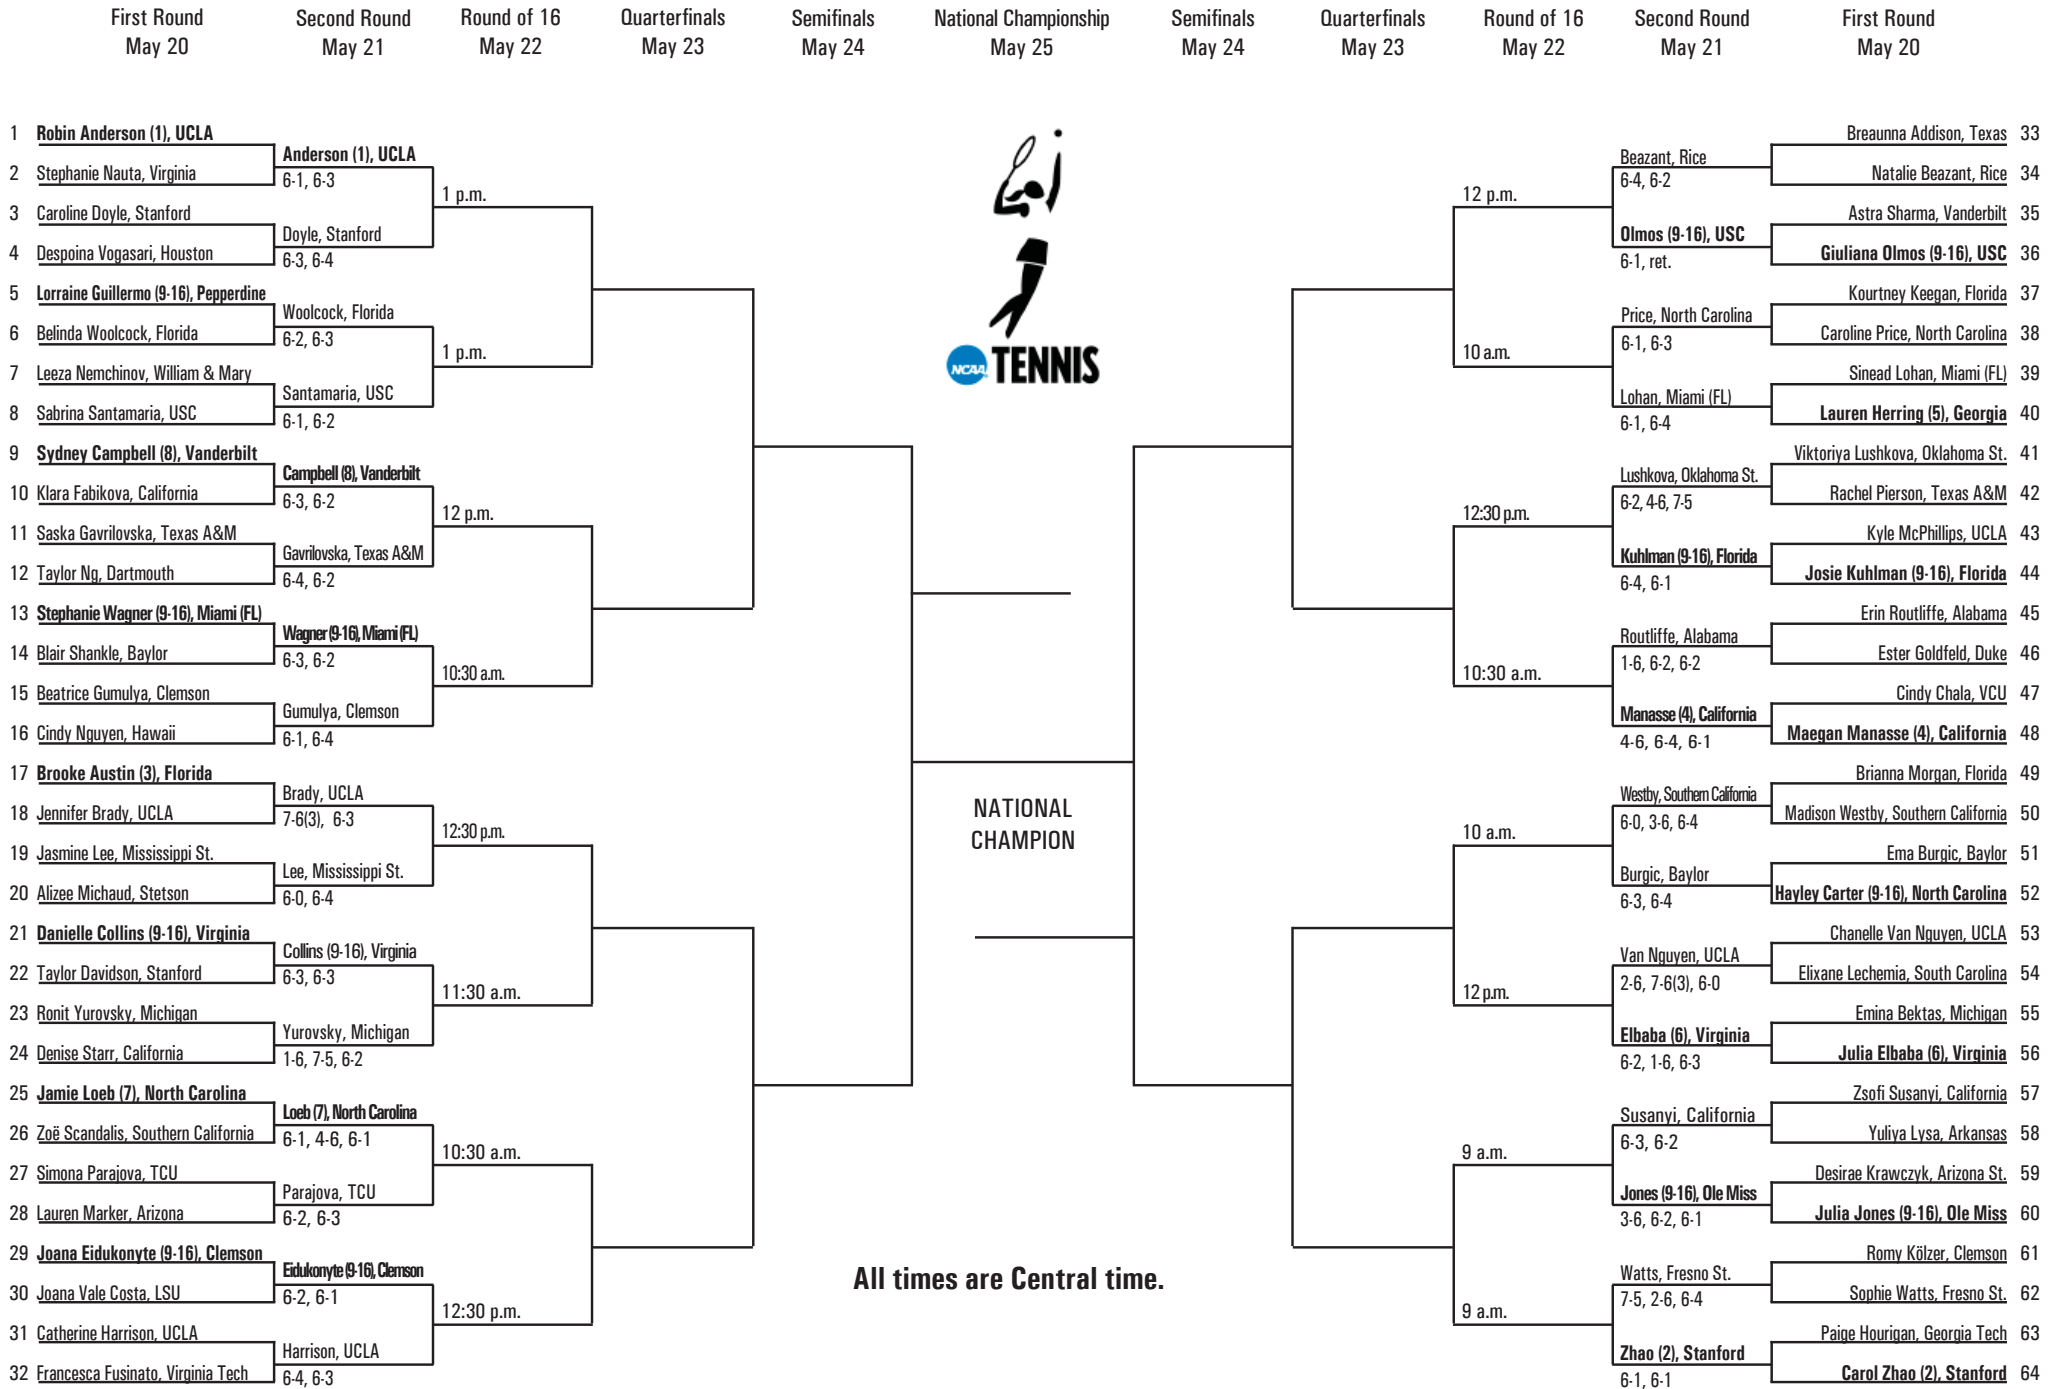 First Round
May 20
Second Round
May 21
Round of 16
May 22
Quarterfinals
May 23
Semifinals
May 24
National Championship
May 25
Semifinals
May 24
Quarterfinals
May 23
Round of 16
May 22
Second Round
May 21
First Round
May 20
1 Robin Anderson (1), UCLA
2 Stephanie Nauta, Virginia
3 Caroline Doyle, Stanford
4 Despoina Vogasari, Houston
5 Lorraine Guillermo (9-16), Pepperdine
6 Belinda Woolcock, Florida
7 Leeza Nemchinov, William & Mary
8 Sabrina Santamaria, USC
9 Sydney Campbell (8), Vanderbilt
10 Klara Fabikova, California
11 Saska Gavrilovska, Texas A&M
12 Taylor Ng, Dartmouth
13 Stephanie Wagner (9-16), Miami (FL)
14 Blair Shankle, Baylor
15 Beatrice Gumulya, Clemson
16 Cindy Nguyen, Hawaii
17 Brooke Austin (3), Florida
18 Jennifer Brady, UCLA
19 Jasmine Lee, Mississippi St.
20 Alizee Michaud, Stetson
21 Danielle Collins (9-16), Virginia
22 Taylor Davidson, Stanford
23 Ronit Yurovsky, Michigan
24 Denise Starr, California
25 Jamie Loeb (7), North Carolina
26 Zoë Scandalis, Southern California
27 Simona Parajova, TCU
28 Lauren Marker, Arizona
29 Joana Eidukonyte (9-16), Clemson
30 Joana Vale Costa, LSU
31 Catherine Harrison, UCLA
32 Francesca Fusinato, Virginia Tech
Anderson (1), UCLA
6-1, 6-3
Doyle, Stanford
6-3, 6-4
Woolcock, Florida
6-2, 6-3
Santamaria, USC
6-1, 6-2
Campbell (8), Vanderbilt
6-3, 6-2
Gavrilovska, Texas A&M
6-4, 6-2
Wagner (9-16), Miami (FL)
6-3, 6-2
Gumulya, Clemson
6-1, 6-4
Brady, UCLA
7-6(3), 6-3
Lee, Mississippi St.
6-0, 6-4
Collins (9-16), Virginia
6-3, 6-3
Yurovsky, Michigan
1-6, 7-5, 6-2
Loeb (7), North Carolina
6-1, 4-6, 6-1
Parajova, TCU
6-2, 6-3
Eidukonyte (9-16), Clemson
6-2, 6-1
Harrison, UCLA
6-4, 6-3
1 p.m.
1 p.m.
12 p.m.
10:30 a.m.
12:30 p.m.
11:30 a.m.
10:30 a.m.
12:30 p.m.
NCAA TENNIS
NATIONAL
CHAMPION
All times are Central time.
12 p.m.
10 a.m.
12:30 p.m.
10:30 a.m.
10 a.m.
12 p.m.
9 a.m.
9 a.m.
Beazant, Rice
6-4, 6-2
Olmos (9-16), USC
6-1, ret.
Price, North Carolina
6-1, 6-3
Lohan, Miami (FL)
6-1, 6-4
Lushkova, Oklahoma St.
6-2, 4-6, 7-5
Kuhlman (9-16), Florida
6-4, 6-1
Routliffe, Alabama
1-6, 6-2, 6-2
Manasse (4), California
4-6, 6-4, 6-1
Westby, Southern California
6-0, 3-6, 6-4
Burgic, Baylor
6-3, 6-4
Van Nguyen, UCLA
2-6, 7-6(3), 6-0
Elbaba (6), Virginia
6-2, 1-6, 6-3
Susanyi, California
6-3, 6-2
Jones (9-16), Ole Miss
3-6, 6-2, 6-1
Watts, Fresno St.
7-5, 2-6, 6-4
Zhao (2), Stanford
6-1, 6-1
Breaunna Addison, Texas 33
Natalie Beazant, Rice 34
Astra Sharma, Vanderbilt 35
Giuliana Olmos (9-16), USC 36
Kourtney Keegan, Florida 37
Caroline Price, North Carolina 38
Sinead Lohan, Miami (FL) 39
Lauren Herring (5), Georgia 40
Viktoriya Lushkova, Oklahoma St. 41
Rachel Pierson, Texas A&M 42
Kyle McPhillips, UCLA 43
Josie Kuhlman (9-16), Florida 44
Erin Routliffe, Alabama 45
Ester Goldfeld, Duke 46
Cindy Chala, VCU 47
Maegan Manasse (4), California 48
Brianna Morgan, Florida 49
Madison Westby, Southern California 50
Ema Burgic, Baylor 51
Hayley Carter (9-16), North Carolina 52
Chanelle Van Nguyen, UCLA 53
Elixane Lechemia, South Carolina 54
Emina Bektas, Michigan 55
Julia Elbaba (6), Virginia 56
Zsofi Susanyi, California 57
Yuliya Lysa, Arkansas 58
Desirae Krawczyk, Arizona St. 59
Julia Jones (9-16), Ole Miss 60
Romy Kölzer, Clemson 61
Sophie Watts, Fresno St. 62
Paige Hourigan, Georgia Tech 63
Carol Zhao (2), Stanford 64